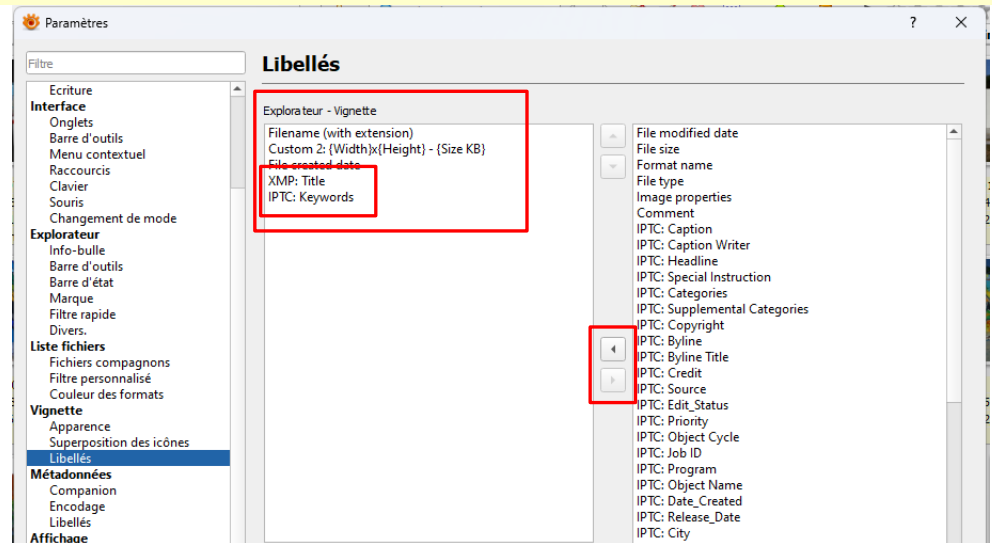 Paramètres
?
Filtre
Libellés
Ecriture
Interface
Onglets
Barre d'outils
Menu contextuel
Raccourcis
Clavier
Souris
Changement de mode
Explorateur
Info-bulle
Barre d'outils
Barre d'état
Marque
Filtre rapide
Divers.
Liste fichiers
Fichiers compagnons
Filtre personnalisé
Couleur des formats
Vignette
Apparence
Superposition des icônes
Libellés
Métadonnées
Companion
Encodage
Libellés
Affichage
Explorateur - Vignette
Filename (with extension)
Custom 2: {Width}x{Height} - {Size KB}
File created date
XMP: Title
IPTC: Keywords
File modified date
File size
Format name
File type
Image properties
Comment
IPTC: Caption
IPTC: Caption Writer
IPTC: Headline
IPTC: Special Instruction
IPTC: Categories
IPTC: Supplemental Categories
IPTC: Copyright
IPTC: Byline
IPTC: Byline Title
IPTC: Credit
IPTC: Source
IPTC: Edit_Status
IPTC: Priority
IPTC: Object Cycle
IPTC: Job ID
IPTC: Program
IPTC: Object Name
IPTC: Date_Created
IPTC: Release_Date
IPTC: City